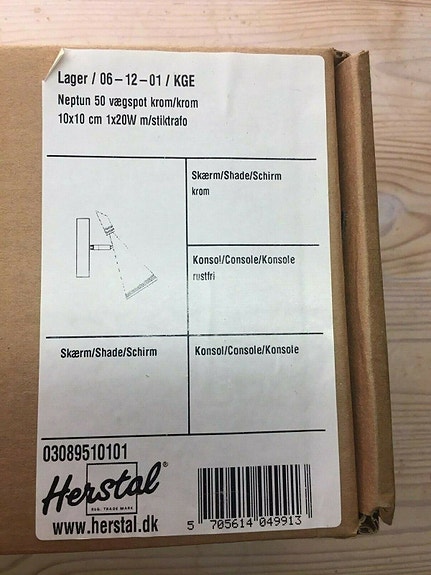 Lager / 06-12-01 / KGE
Neptun 50 vægspot krom/krom
10x10 cm 1x20W m/stiktrafo
Skærm/Shade/Schirm
krom
Konsol/Console/Konsole
rustfri
Skærm/Shade/Schirm
Konsol/Console/Konsole
03089510101
Herstal®
REG. TRADE MARK
www.herstal.dk
5 705614 049913